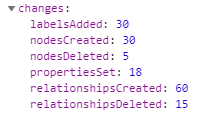 changes:
labelsAdded: 30
nodesCreated: 30
nodesDeleted: 5
propertiesSet: 18
relationshipsCreated: 60
relationshipsDeleted: 15